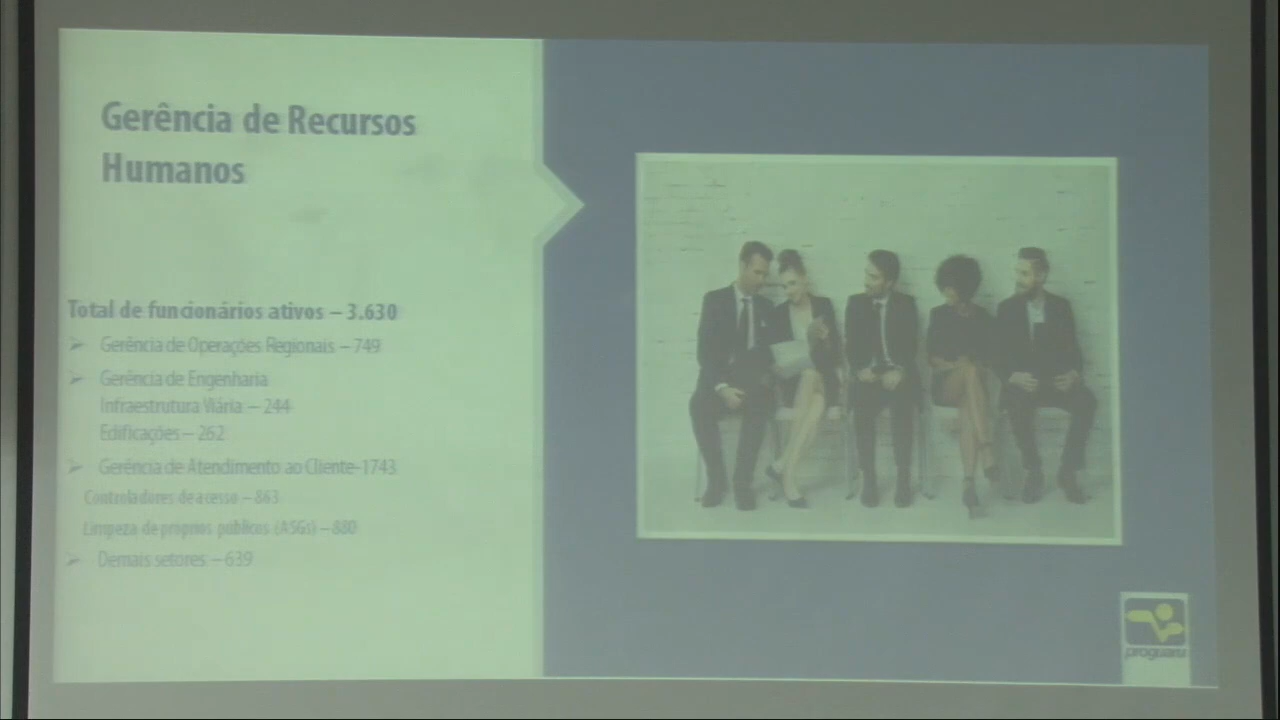 Gerência de Recursos
Humanos
Total de funcionários ativos – 3.630
➢ Gerência de Operações Regionais – 749
➢ Gerência de Engenharia
Infraestrutura Viária – 244
Edificações – 262
➢ Gerência de Atendimento ao Cliente-1743
Controladores de acesso – 863
Limpeza de próprios públicos (ASGs) – 880
➢ Demais setores – 639
proguaru